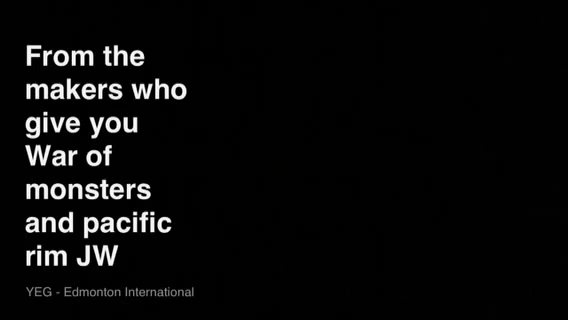 From the
makers who
give you
War of
monsters
and pacific
rim JW
YEG - Edmonton International